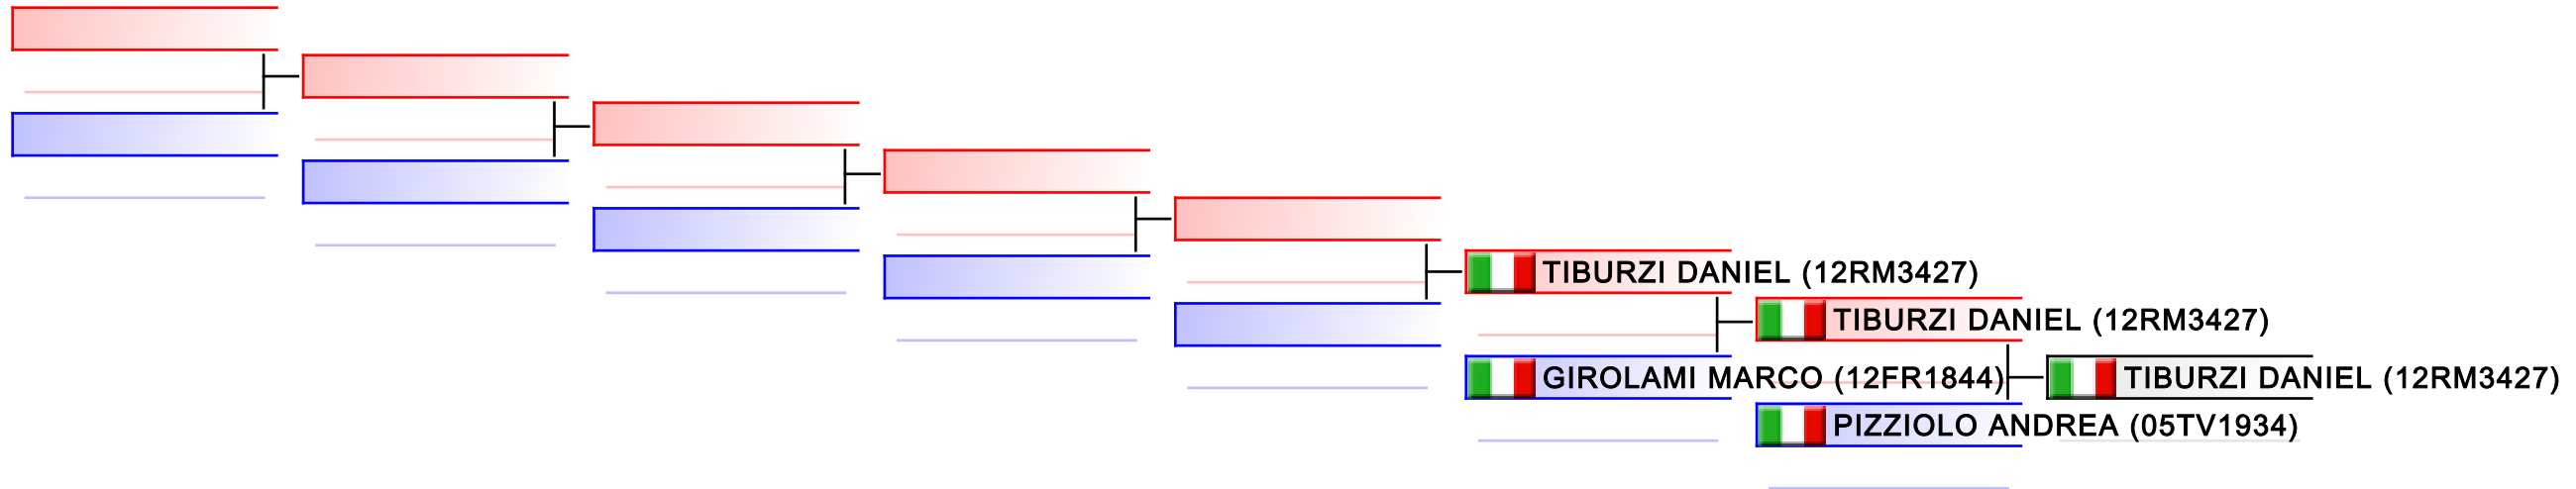 TIBURZI DANIEL (12RM3427)
TIBURZI DANIEL (12RM3427)
GIROLAMI MARCO (12FR1844)
TIBURZI DANIEL (12RM3427)
PIZZIOLO ANDREA (05TV1934)